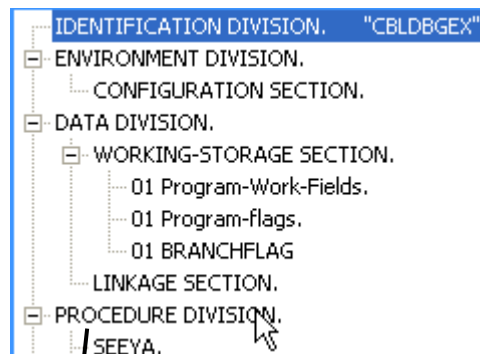 IDENTIFICATION DIVISION. "CBLDBGEX"
ENVIRONMENT DIVISION.
CONFIGURATION SECTION.
DATA DIVISION.
WORKING-STORAGE SECTION.
01 Program-Work-Fields.
01 Program-flags.
01 BRANCHFLAG
LINKAGE SECTION.
PROCEDURE DIVISION.
SEEYA.